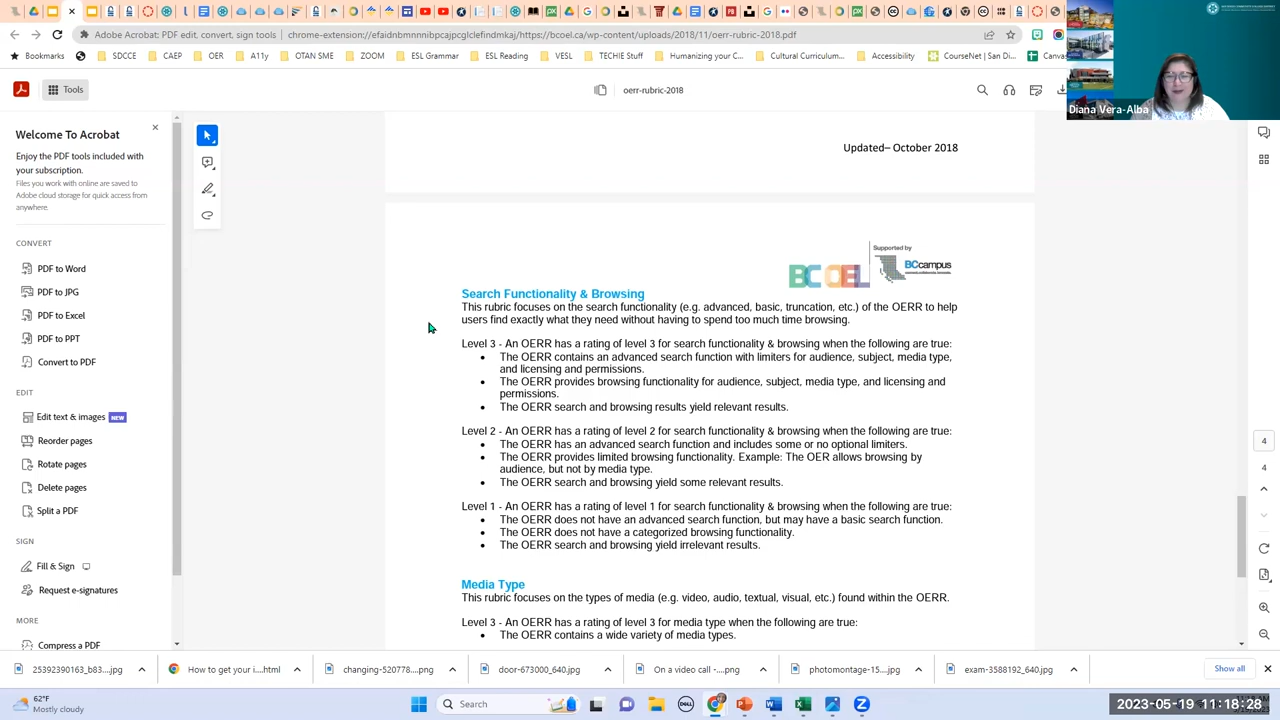 Adobe Acrobat: PDF edit, convert, sign to
bcoel.ca/wp-content/uploads/2018/11/oerr-rubric-2018.pdf
Bookmarks
SDCCE
CAEP
OER
A11y
ESL Reading
VESL
Humanizing your C...
Cultural Curriculum...
Accessibility
CourseNet | San Di...
Tools
oerr-rubric-2018
Diana Vera-Alba
Welcome To Acrobat
Enjoy the PDF tools included with
your subscription.
Files you work with online are saved to
Adobe cloud storage for quick access from
anywhere.
CONVERT
PDF to Word
PDF to JPG
PDF to Excel
PDF to PPT
Convert to PDF
EDIT
Edit text & images NEW
Reorder pages
Rotate pages
Delete pages
Split a PDF
SIGN
Fill & Sign
Request e-signatures
MORE
Compress a PDF
Updated– October 2018
BCOEL
Supported by
BCcampus
Search Functionality & Browsing
This rubric focuses on the search functionality (e.g. advanced, basic, truncation, etc.) of the OERR to help
users find exactly what they need without having to spend too much time browsing.
Level 3 - An OERR has a rating of level 3 for search functionality & browsing when the following are true:
• The OERR contains an advanced search function with limiters for audience, subject, media type,
and licensing and permissions.
• The OERR provides browsing functionality for audience, subject, media type, and licensing and
permissions.
• The OERR search and browsing results yield relevant results.
Level 2 - An OERR has a rating of level 2 for search functionality & browsing when the following are true:
• The OERR has an advanced search function and includes some or no optional limiters.
• The OERR provides limited browsing functionality. Example: The OER allows browsing by
audience, but not by media type.
• The OERR search and browsing yield some relevant results.
Level 1 - An OERR has a rating of level 1 for search functionality & browsing when the following are true:
• The OERR does not have an advanced search function, but may have a basic search function.
• The OERR does not have a categorized browsing functionality.
• The OERR search and browsing yield irrelevant results.
Media Type
This rubric focuses on the types of media (e.g. video, audio, textual, visual, etc.) found within the OERR.
Level 3 - An OERR has a rating of level 3 for media type when the following are true:
• The OERR contains a wide variety of media types.
4
4
25392390163_b83....jpg
How to get your i....html
changing-520778...png
door-673000_640.jpg
On a video call -....png
photomontage-15....jpg
exam-3588192_640.jpg
Show all
62°F
Mostly cloudy
Search
2023-05-19 11:18:28